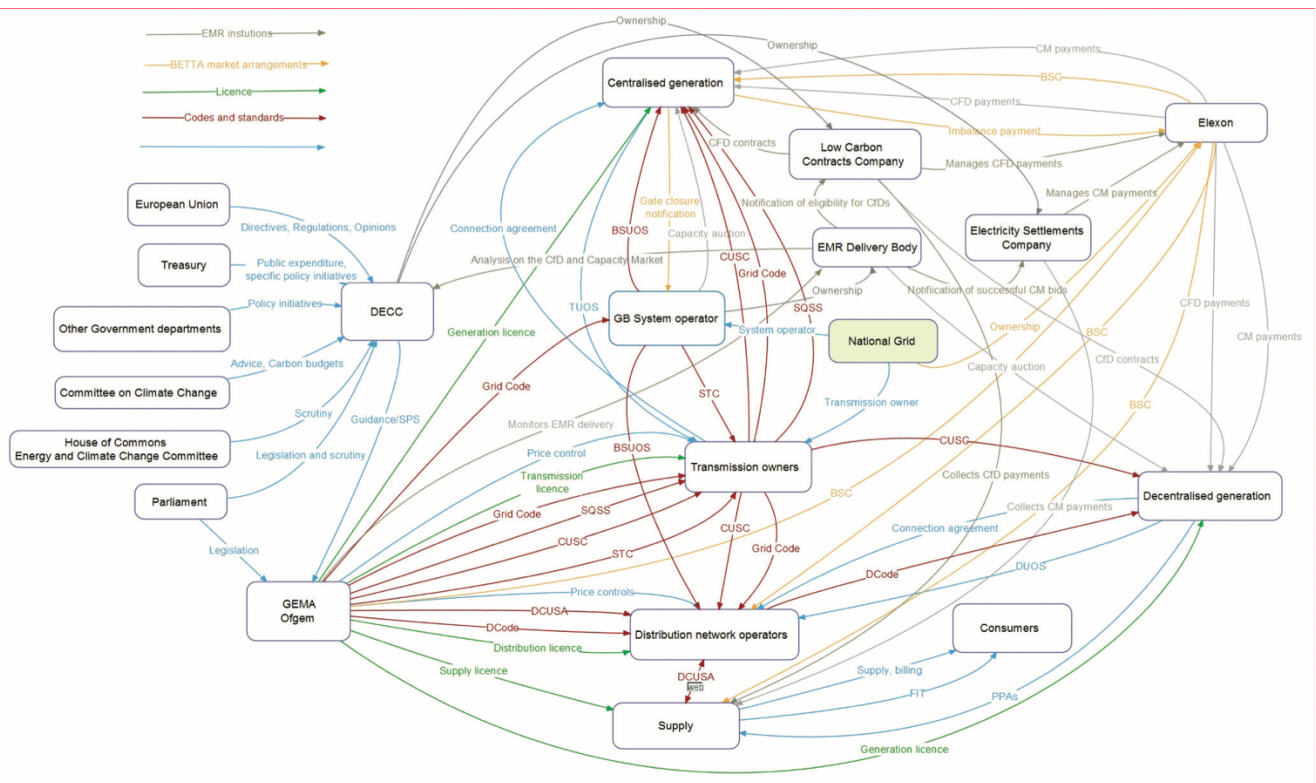 EMR instutions
BETTA market arrangements
Licence
Codes and standards
Ownership
Ownership
CM payments
BSC
CFD payments
Imbalance payment
Centralised generation
Elexon
CFD contracts
Low Carbon
Contracts Company
Manages CFD payments
Manages CM payments
European Union
Directives, Regulations, Opinions
Connection agreement
Gate closure
notification
BSUOS
Capacity auction
Notification of eligibility for CfDs
Electricity Settlements
Company
EMR Delivery Body
Treasury
Public expenditure,
specific policy initiatives
Analysis on the CfD and Capacity Market
CUSC
Grid Code
Ownership
Notification of successful CM bids
CFD payments
CM payments
Policy initiatives
Other Government departments
DECC
TUOS
SQSS
GB System operator
System operator
Generation licence
National Grid
Ownership
BSC
CfD contracts
Advice, Carbon budgets
Capacity auction
Committee on Climate Change
Grid Code
STC
Transmission owner
BSC
Scrutiny
Guidance/SPS
Monitors EMR delivery
House of Commons
Energy and Climate Change Committee
Legislation and scrutiny
Price control
BSUOS
CUSC
Transmission owners
Collects CfD payments
Transmission
licence
Parliament
Grid Code
SQSS
BSC
Decentralised generation
Collects CM payments
CUSC
Connection agreement
CUSC
Grid Code
Legislation
STC
DUOS
DCode
GEMA
Ofgem
Price controls
DCUSA
DCode
Distribution network operators
Consumers
Distribution licence
Supply licence
DCUSA
web
Supply, billing
FIT
PPAs
Supply
Generation licence